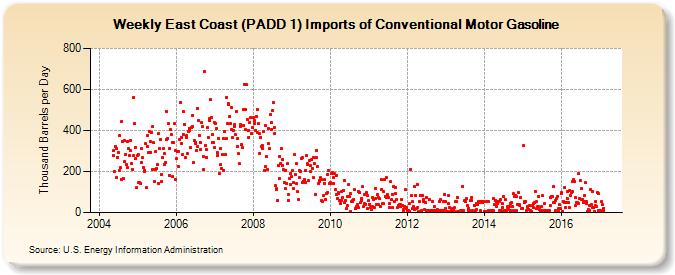 Weekly East Coast (PADD 1) Imports of Conventional Motor Gasoline
Thousand Barrels per Day
800
600
400
200
0
2004 2006 2008 2010 2012 2014 2016
Source: U.S. Energy Information Administration